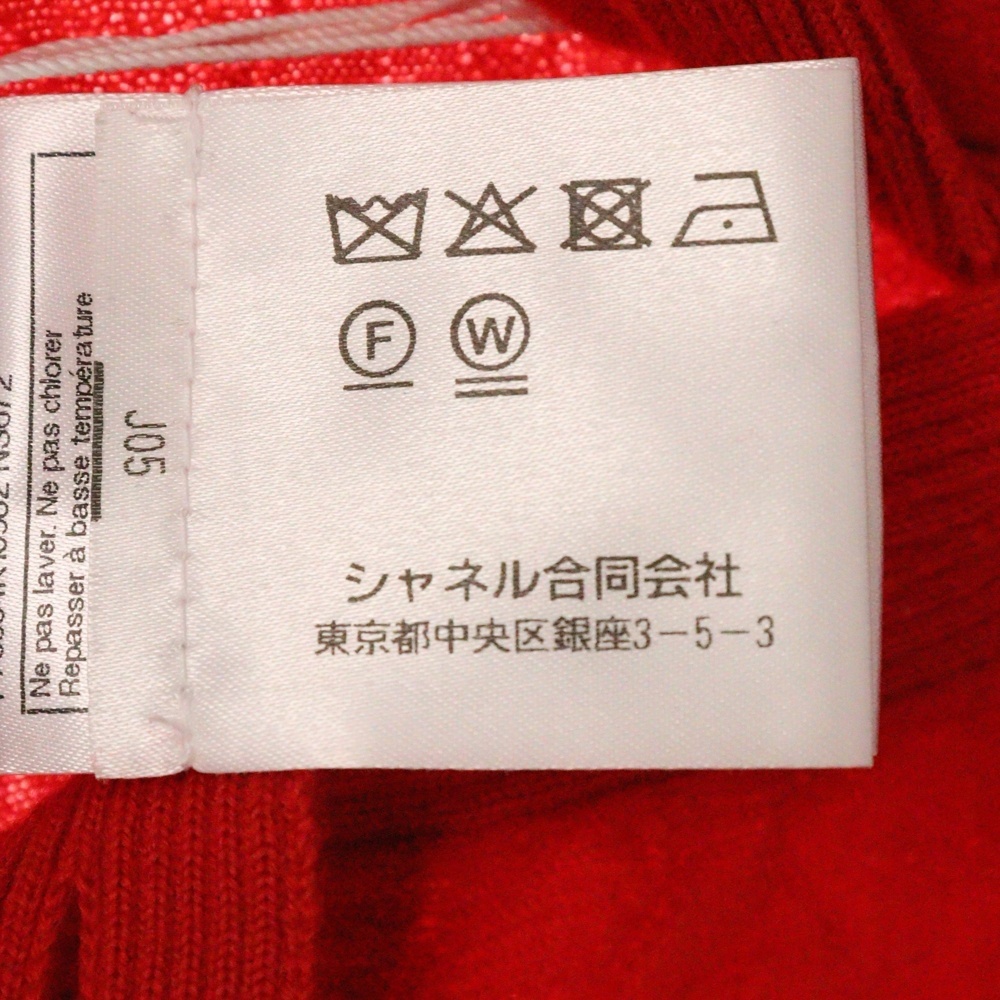 Ne pas laver. Ne pas chlorer
Repasser à basse température
J05
F
W
シャネル合同会社
東京都中央区銀座3-5-3